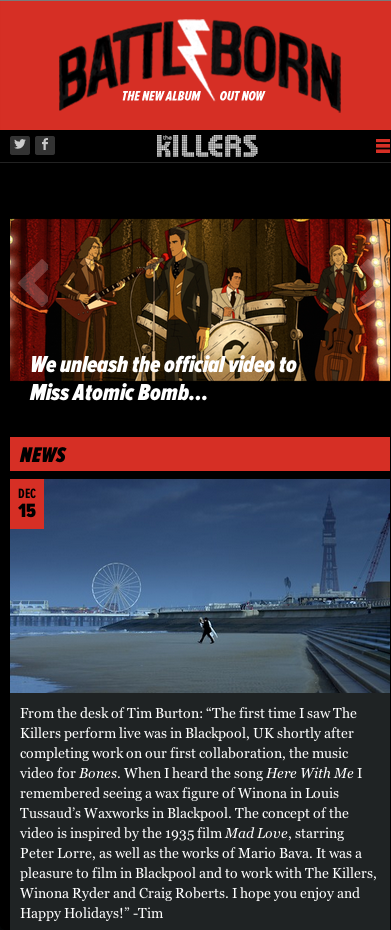 BATTLE BORN
THE NEW ALBUM OUT NOW
the KILLERS
We unleash the official video to
Miss Atomic Bomb...
NEWS
DEC
15
From the desk of Tim Burton: “The first time I saw The
Killers perform live was in Blackpool, UK shortly after
completing work on our first collaboration, the music
video for Bones. When I heard the song Here With Me I
remembered seeing a wax figure of Winona in Louis
Tussaud’s Waxworks in Blackpool. The concept of the
video is inspired by the 1935 film Mad Love, starring
Peter Lorre, as well as the works of Mario Bava. It was a
pleasure to film in Blackpool and to work with The Killers,
Winona Ryder and Craig Roberts. I hope you enjoy and
Happy Holidays!” -Tim